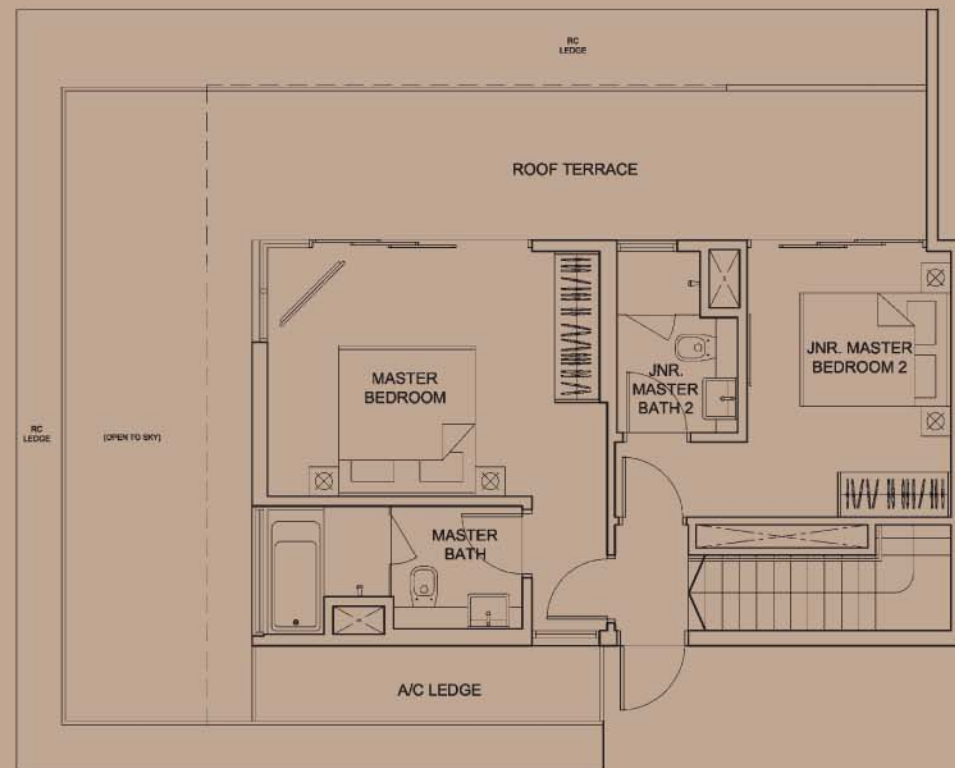 RC
LEDGE
ROOF TERRACE
MASTER
BEDROOM
JNR.
MASTER
BATH 2
JNR. MASTER
BEDROOM 2
RC
LEDGE
(OPEN TO SKY)
MASTER
BATH
A/C LEDGE